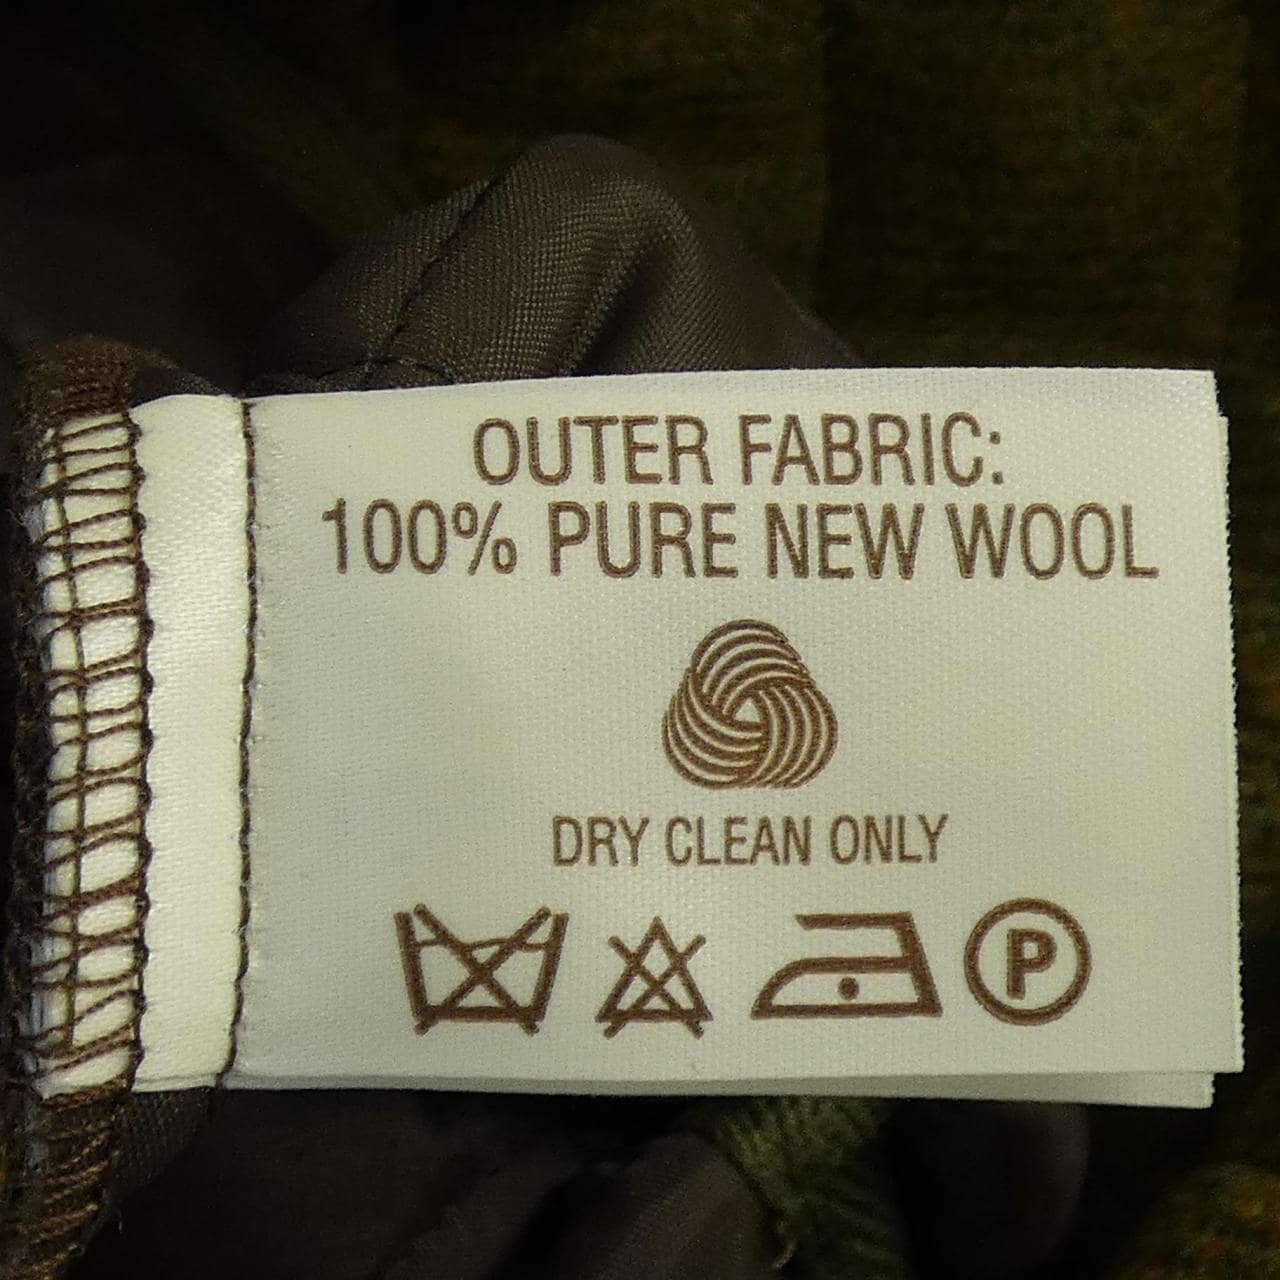 OUTER FABRIC:
100% PURE NEW WOOL
DRY CLEAN ONLY
P